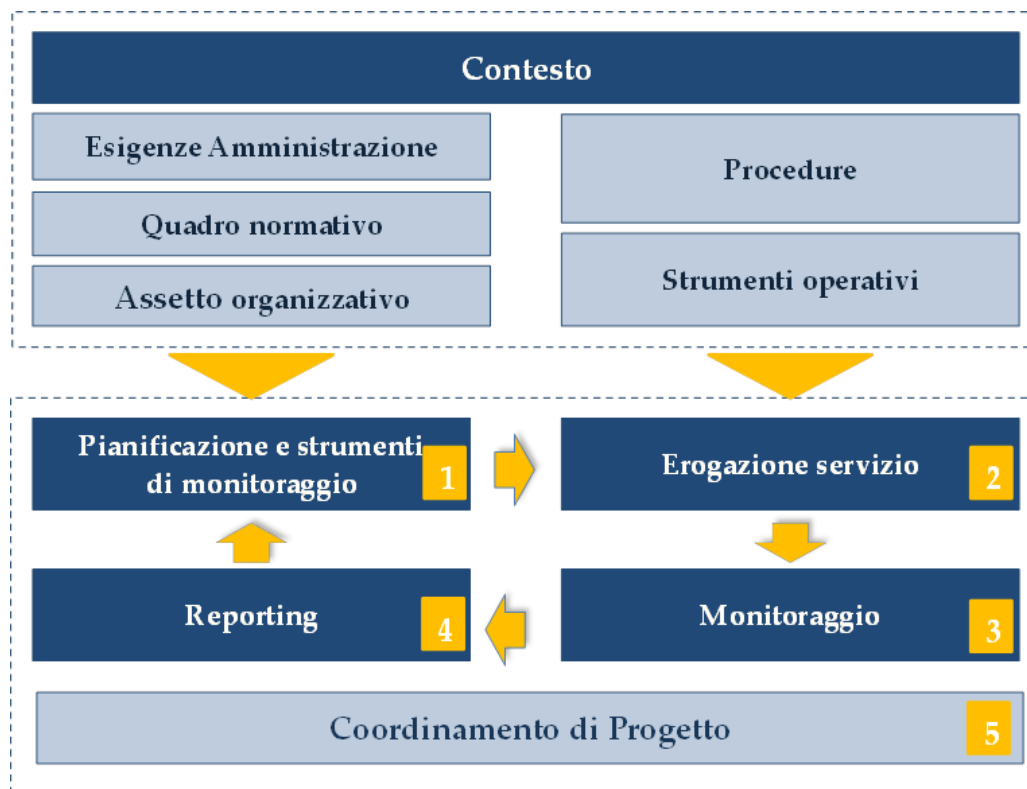 Contesto
Esigenze Amministrazione
Quadro normativo
Assetto organizzativo
Procedure
Strumenti operativi
Pianificazione e strumenti
di monitoraggio
1
Erogazione servizio
2
Reporting
4
Monitoraggio
3
Coordinamento di Progetto
5